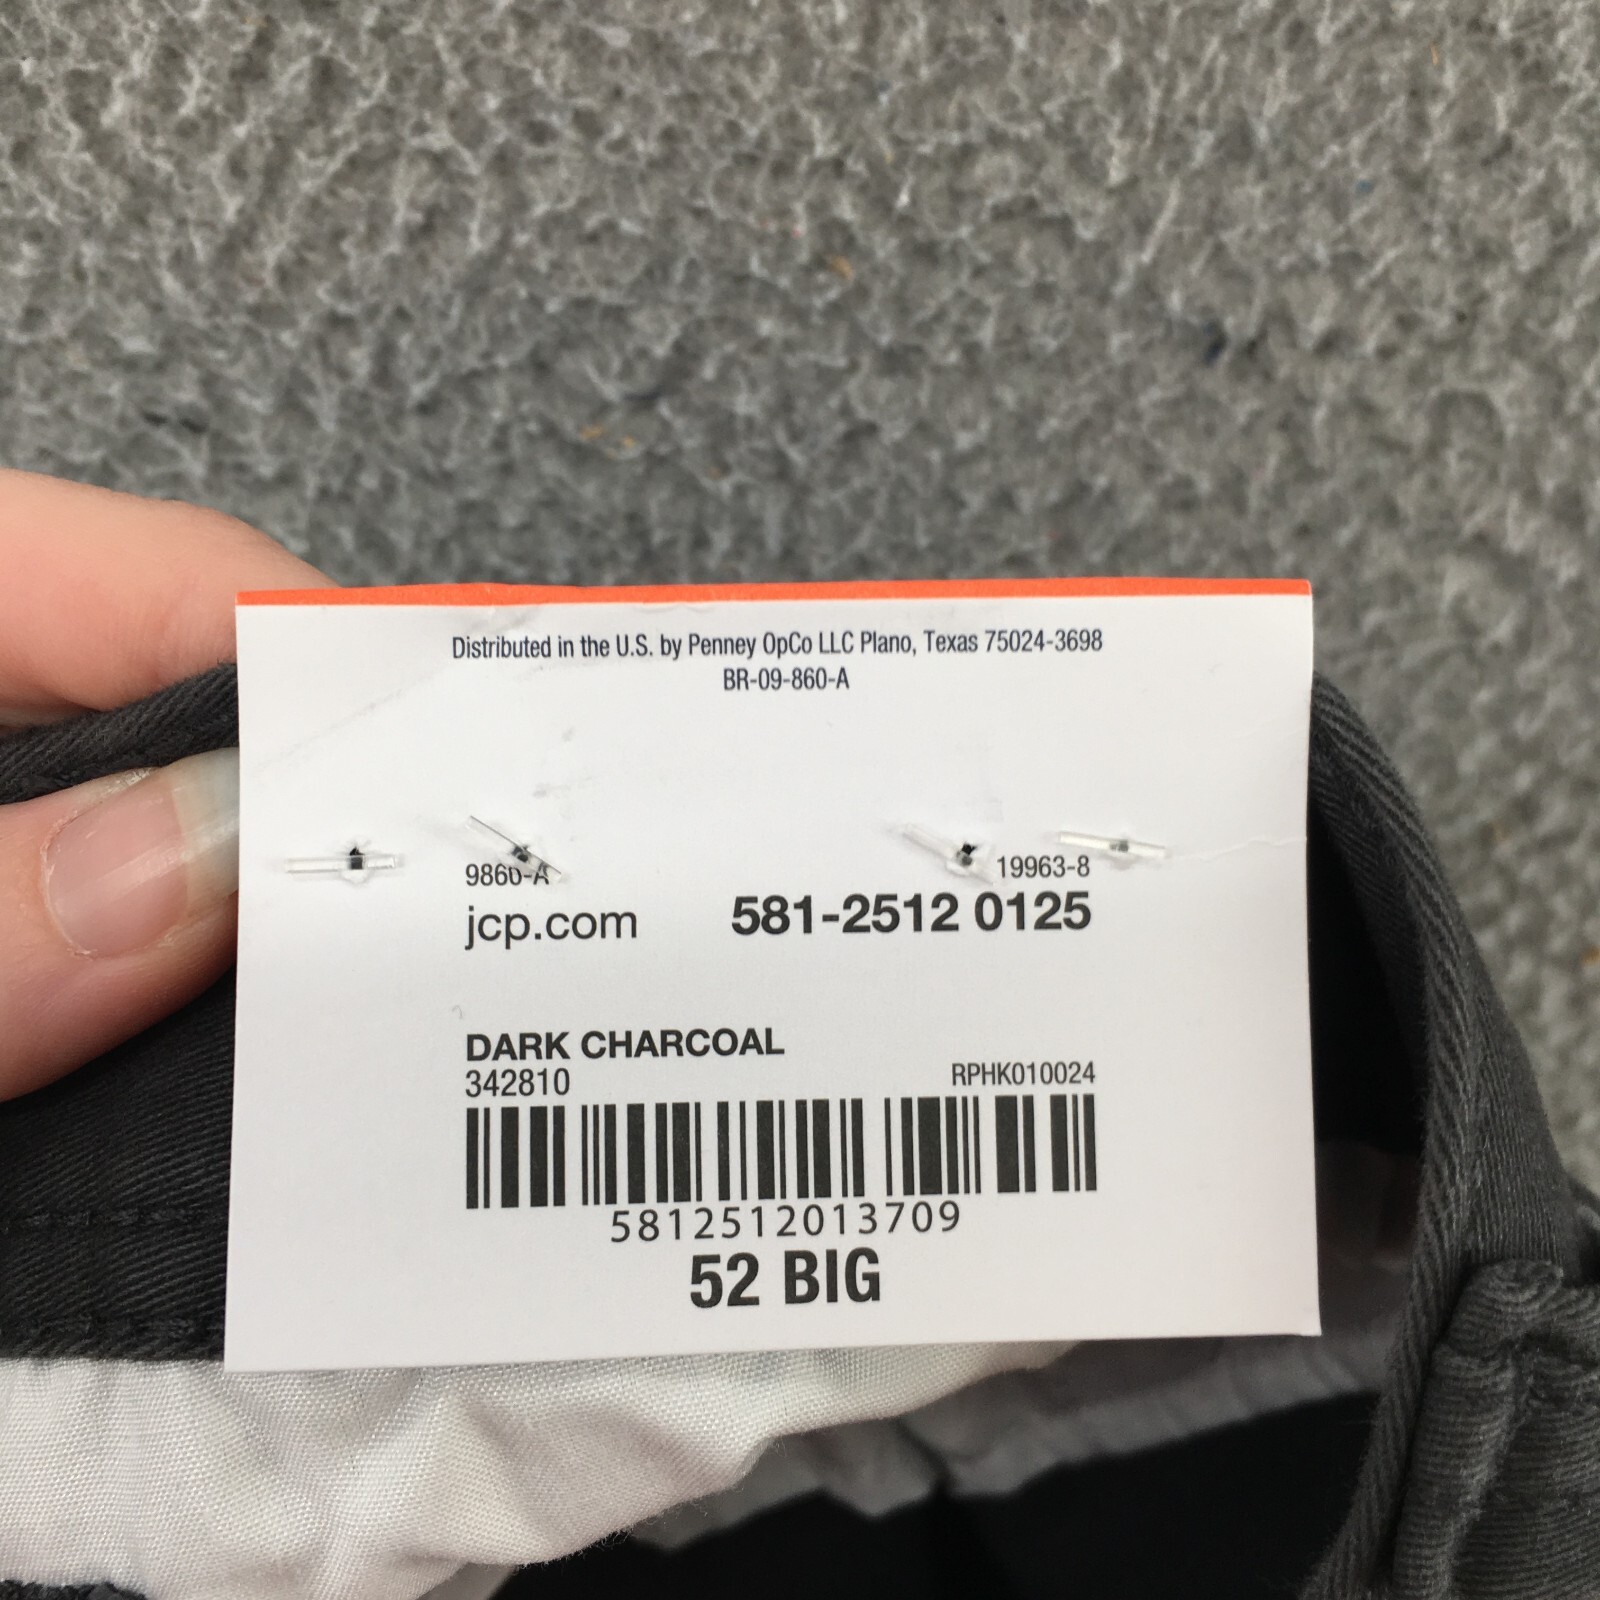 Distributed in the U.S. by Penney OpCo LLC Plano, Texas 75024-3698
BR-09-860-A
9860-A 19963-8
jcp.com 581-2512 0125
DARK CHARCOAL
342810 RPHK010024
5812512013709
52 BIG